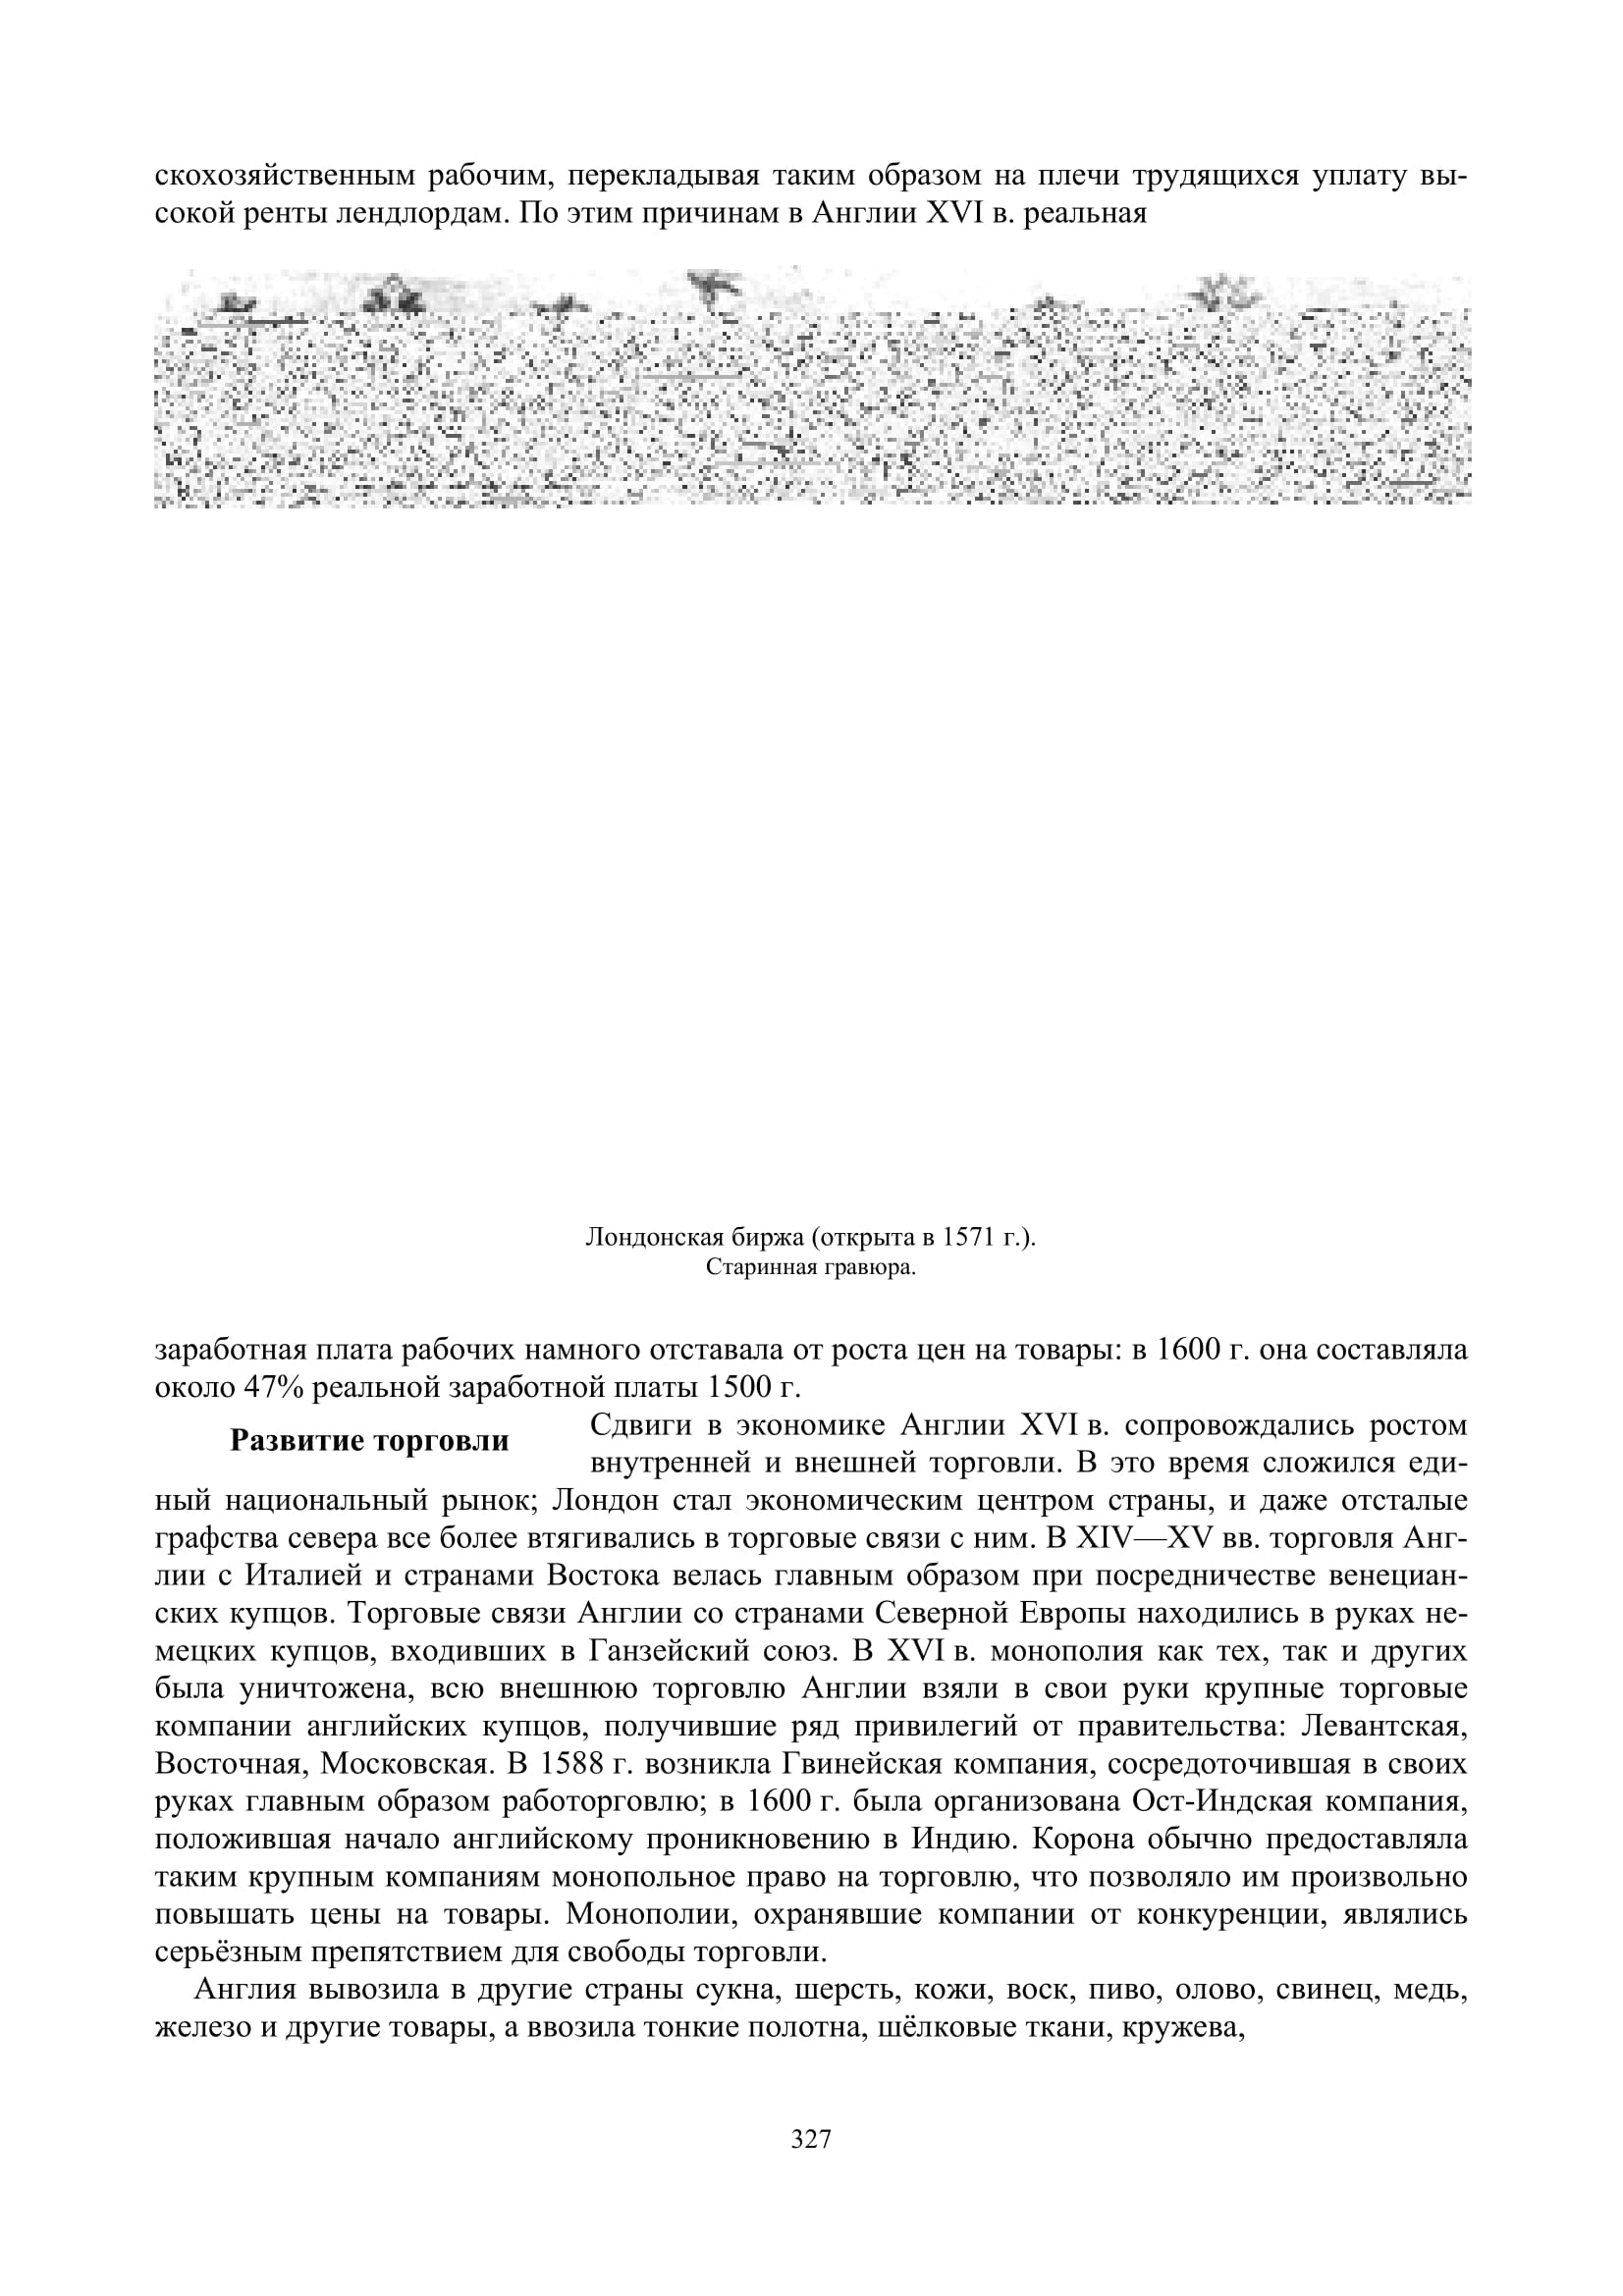 скохозяйственным рабочим, перекладывая таким образом на плечи трудящихся уплату вы-
сокой ренты лендлордам. По этим причинам в Англии XVI в. реальная
Лондонская биржа (открыта в 1571 г.).
Старинная гравюра.
заработная плата рабочих намного отставала от роста цен на товары: в 1600 г. она составляла
около 47% реальной заработной платы 1500 г.
Развитие торговли
Сдвиги в экономике Англии XVI в. сопровождались ростом
внутренней и внешней торговли. В это время сложился еди-
ный национальный рынок; Лондон стал экономическим центром страны, и даже отсталые
графства севера все более втягивались в торговые связи с ним. В XIV—XV вв. торговля Анг-
лии с Италией и странами Востока велась главным образом при посредничестве венециан-
ских купцов. Торговые связи Англии со странами Северной Европы находились в руках не-
мецких купцов, входивших в Ганзейский союз. В XVI в. монополия как тех, так и других
была уничтожена, всю внешнюю торговлю Англии взяли в свои руки крупные торговые
компании английских купцов, получившие ряд привилегий от правительства: Левантская,
Восточная, Московская. В 1588 г. возникла Гвинейская компания, сосредоточившая в своих
руках главным образом работорговлю; в 1600 г. была организована Ост-Индская компания,
положившая начало английскому проникновению в Индию. Корона обычно предоставляла
таким крупным компаниям монопольное право на торговлю, что позволяло им произвольно
повышать цены на товары. Монополии, охранявшие компании от конкуренции, являлись
серьёзным препятствием для свободы торговли.
Англия вывозила в другие страны сукна, шерсть, кожи, воск, пиво, олово, свинец, медь,
железо и другие товары, а ввозила тонкие полотна, шёлковые ткани, кружева,
327